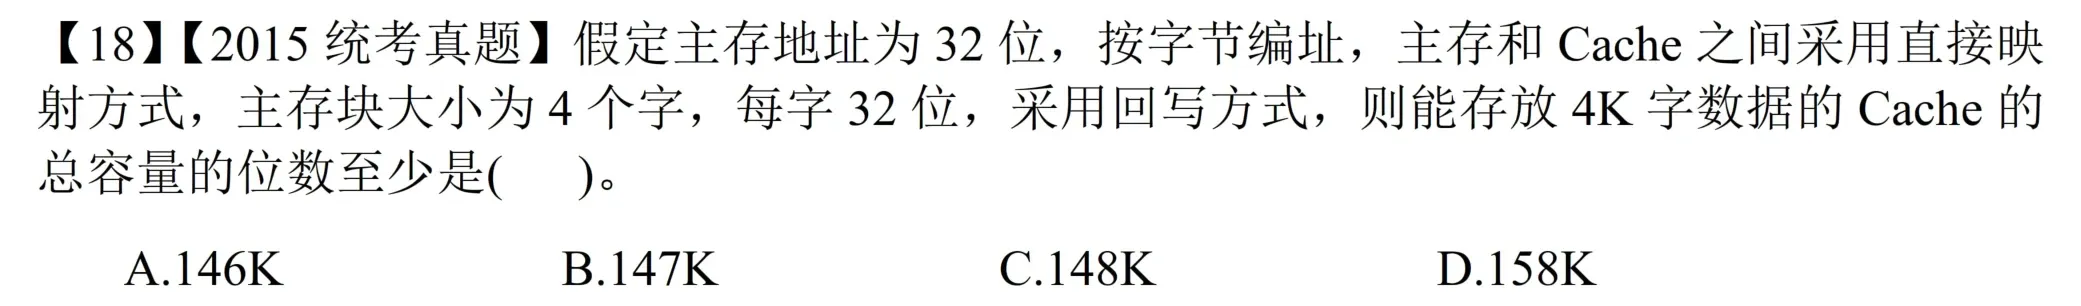 【18】【2015 统考真题】假定主存地址为 32 位，按字节编址，主存和 Cache 之间采用直接映
射方式，主存块大小为 4 个字，每字 32 位，采用回写方式，则能存放 4K 字数据的 Cache 的
总容量的位数至少是( )。
A.146K B.147K C.148K D.158K